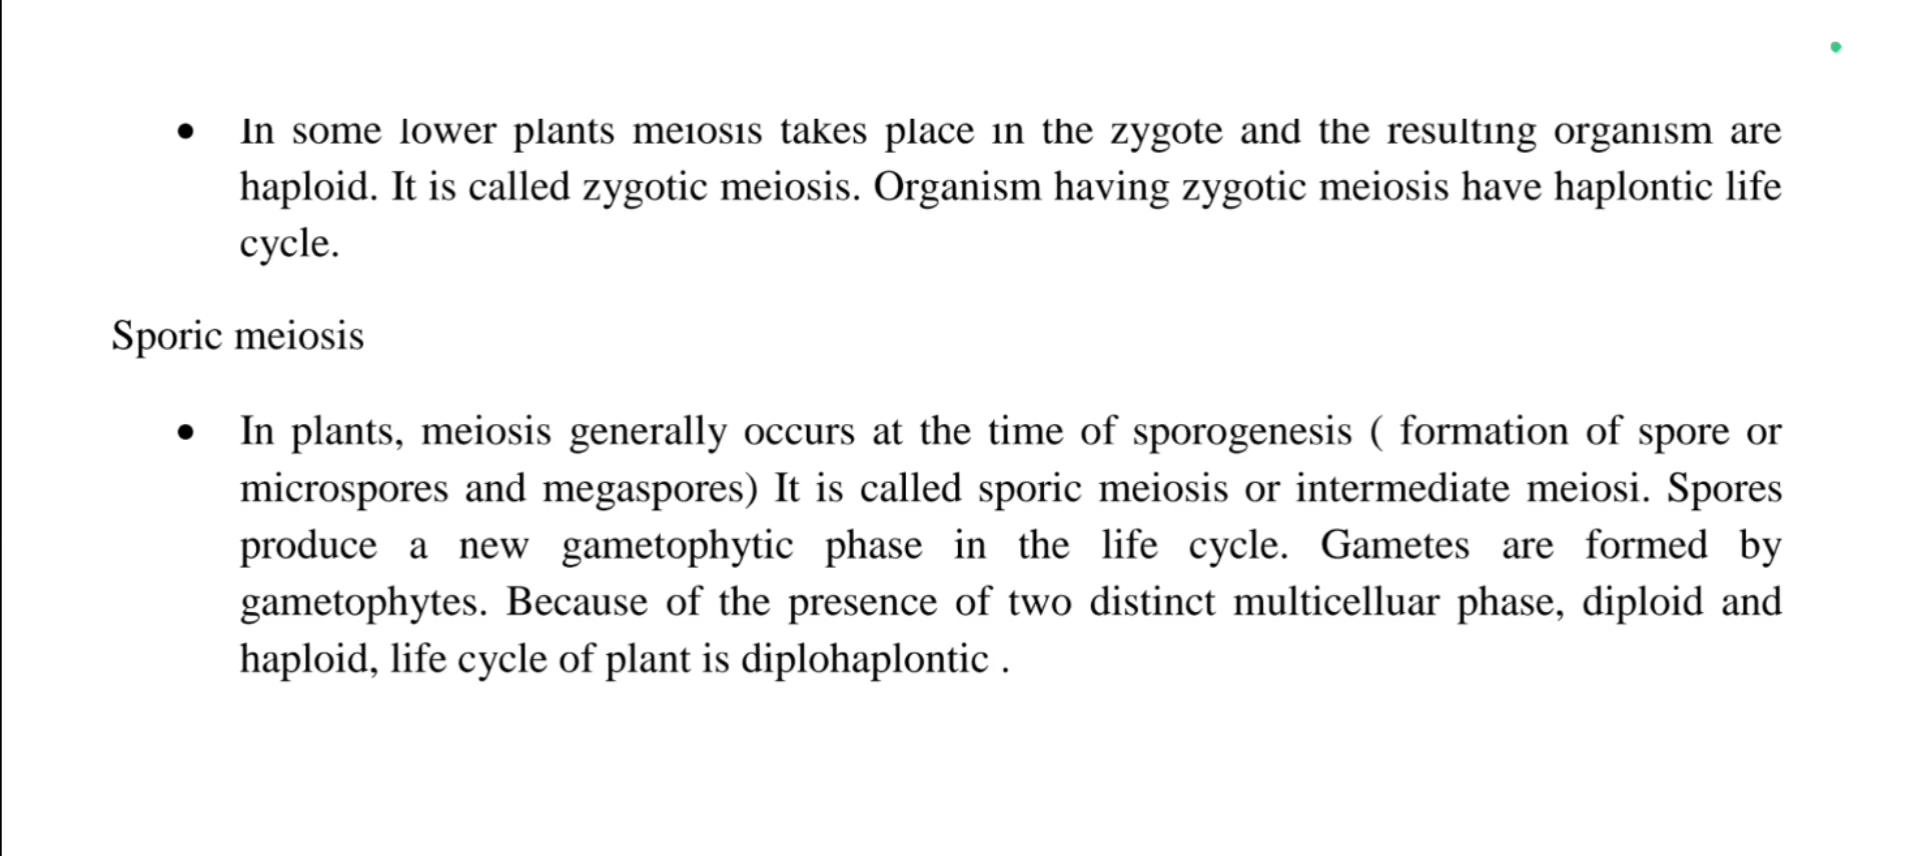 • In some lower plants meiosis takes place in the zygote and the resulting organism are
haploid. It is called zygotic meiosis. Organism having zygotic meiosis have haplontic life
cycle.
Sporic meiosis
• In plants, meiosis generally occurs at the time of sporogenesis ( formation of spore or
microspores and megaspores) It is called sporic meiosis or intermediate meiosi. Spores
produce a new gametophytic phase in the life cycle. Gametes are formed by
gametophytes. Because of the presence of two distinct multicelluar phase, diploid and
haploid, life cycle of plant is diplohaplontic .